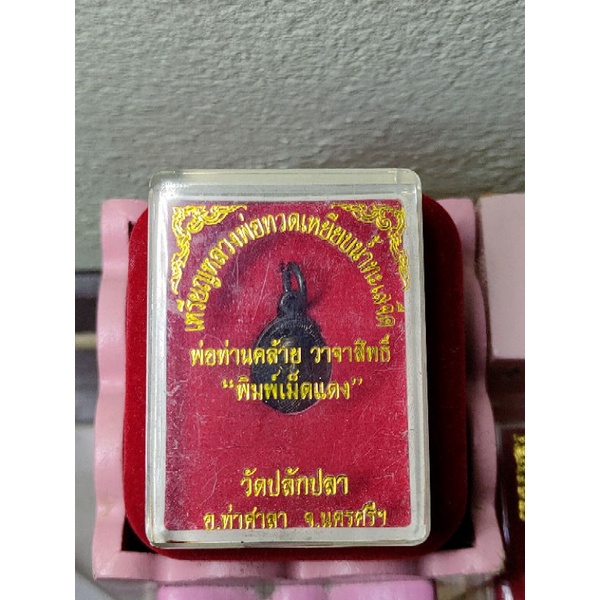 เหรียญหลวงพ่อทวดเหยียบน้ำทะเลจืด
พ่อท่านคล้าย วาจาสิทธิ์
“พิมพ์เม็ดแตง”
วัดปลักปลา
อ.ท่าศาลา จ.นครศรีฯ